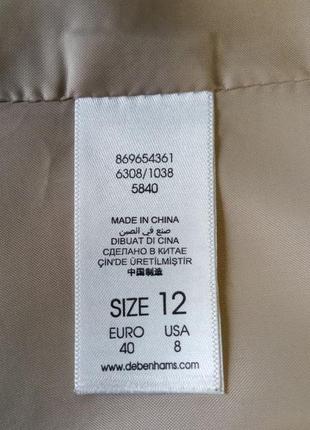 869654361
6308/1038
5840
MADE IN CHINA
صنع في الصين
DIBUAT DI CINA
СДЕЛАНО В КИТАЕ
ÇİN'DE ÜRETİLMİŞTİR
中国制造
SIZE 12
EURO USA
40 8
www.debenhams.com